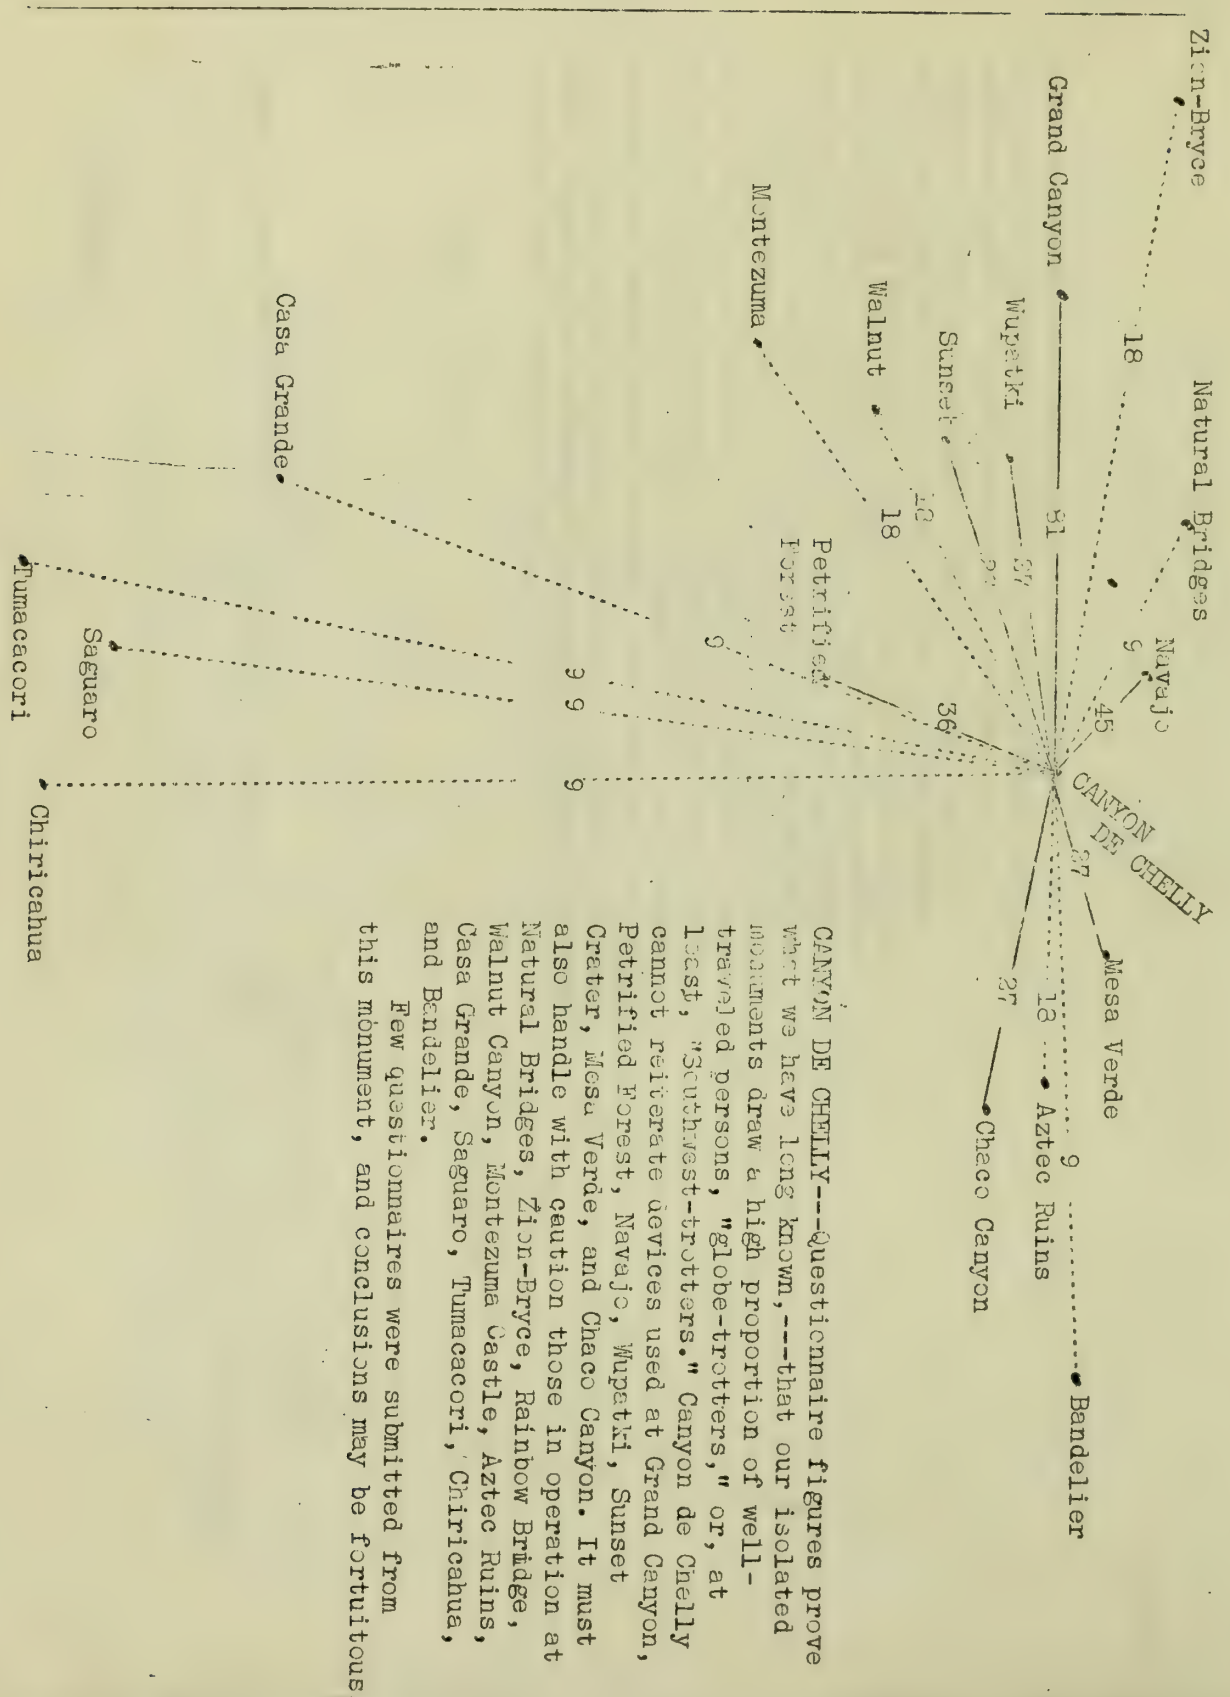 Zion-Bryce
18
Natural Bridges
9
Navajo
45
Grand Canyon
81
Wupatki
27
Sunset
27
Walnut
18
Montezuma
18
Petrified
Forest
36
Casa Grande
9
Tumacacori
9
Saguaro
9
Chiricahua
9
CANYON
DE CHELLY
27
Mesa Verde
9
Bandelier
18
Aztec Ruins
27
Chaco Canyon
CANYON DE CHELLY---Questionnaire figures prove
what we have long known,---that our isolated
monuments draw a high proportion of well-
traveled persons, "globe-trotters," or, at
least, "Southwest-trotters." Canyon de Chelly
cannot reiterate devices used at Grand Canyon,
Petrified Forest, Navajo, Wupatki, Sunset
Crater, Mesa Verde, and Chaco Canyon. It must
also handle with caution those in operation at
Natural Bridges, Zion-Bryce, Rainbow Bridge,
Walnut Canyon, Montezuma Castle, Aztec Ruins,
Casa Grande, Saguaro, Tumacacori, Chiricahua,
and Bandelier.
Few questionnaires were submitted from
this monument, and conclusions may be fortuitous.